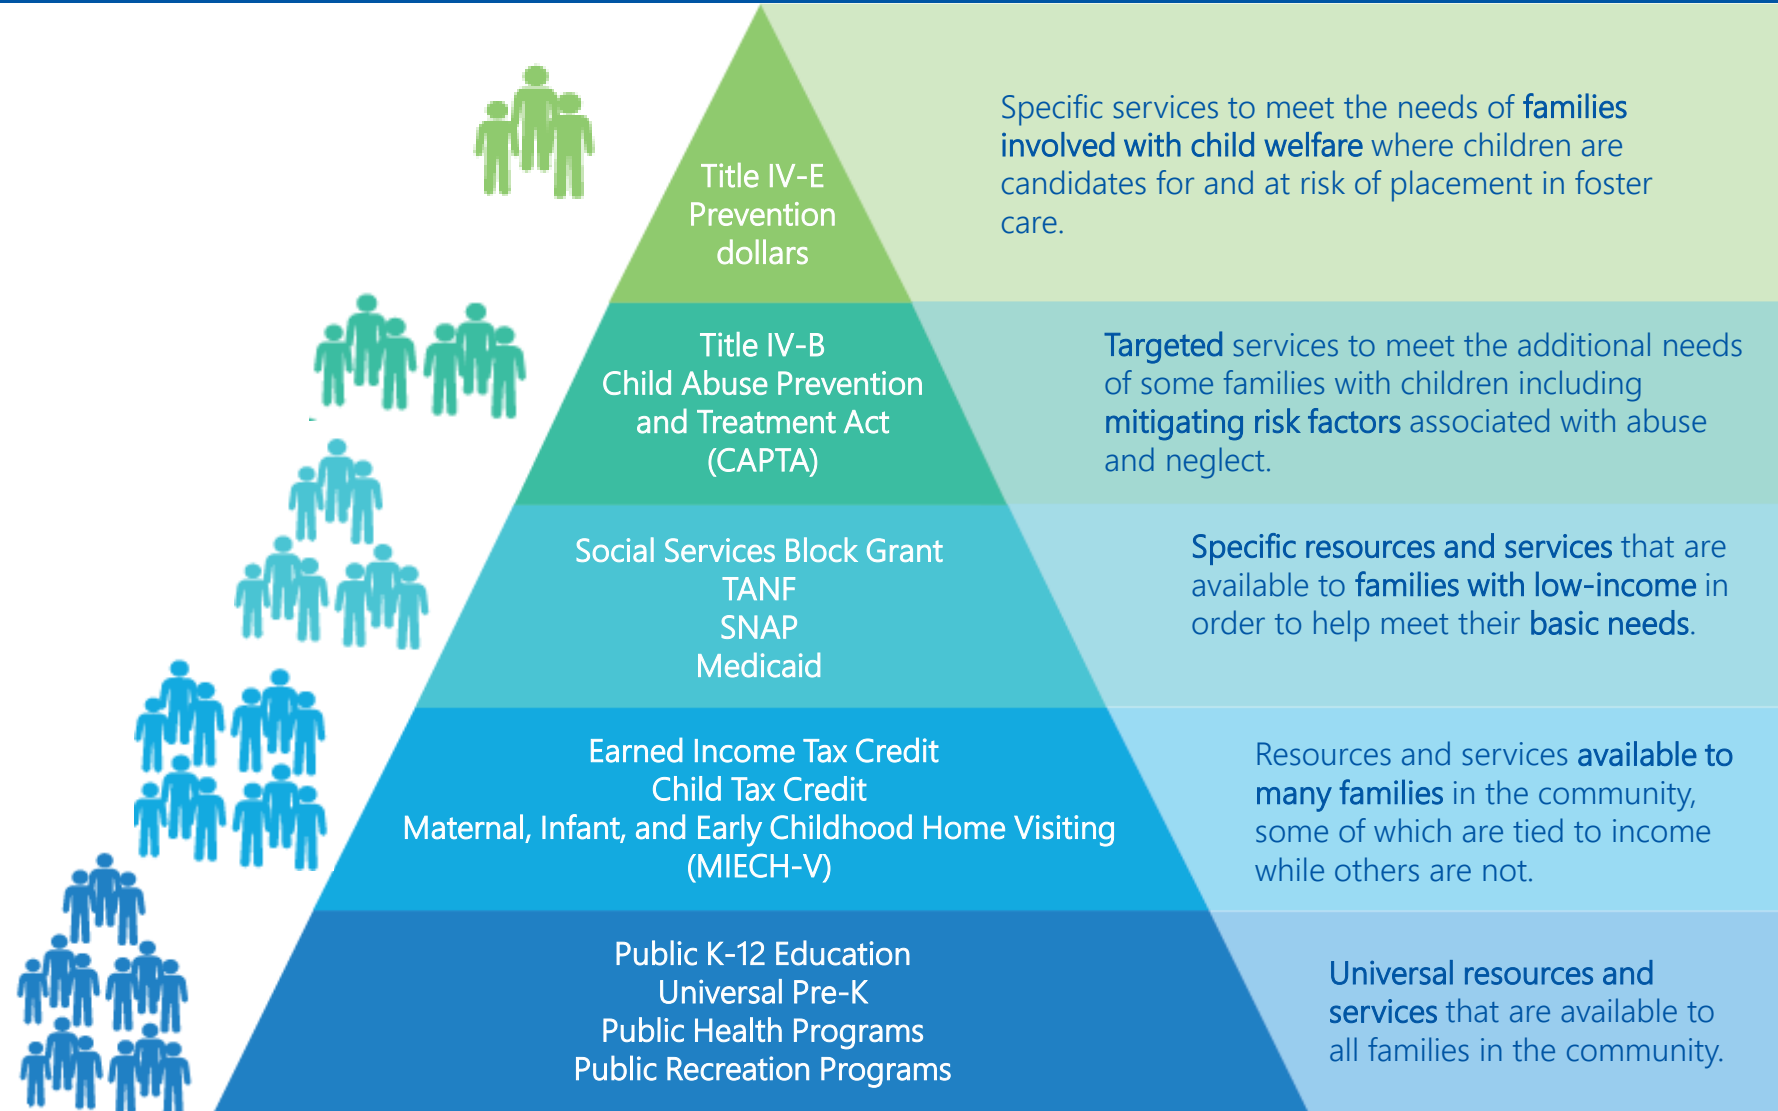 Title IV-E
Prevention
dollars
Specific services to meet the needs of families
involved with child welfare where children are
candidates for and at risk of placement in foster
care.
Title IV-B
Child Abuse Prevention
and Treatment Act
(CAPTA)
Targeted services to meet the additional needs
of some families with children including
mitigating risk factors associated with abuse
and neglect.
Social Services Block Grant
TANF
SNAP
Medicaid
Specific resources and services that are
available to families with low-income in
order to help meet their basic needs.
Earned Income Tax Credit
Child Tax Credit
Maternal, Infant, and Early Childhood Home Visiting
(MIECH-V)
Resources and services available to
many families in the community,
some of which are tied to income
while others are not.
Public K-12 Education
Universal Pre-K
Public Health Programs
Public Recreation Programs
Universal resources and
services that are available to
all families in the community.